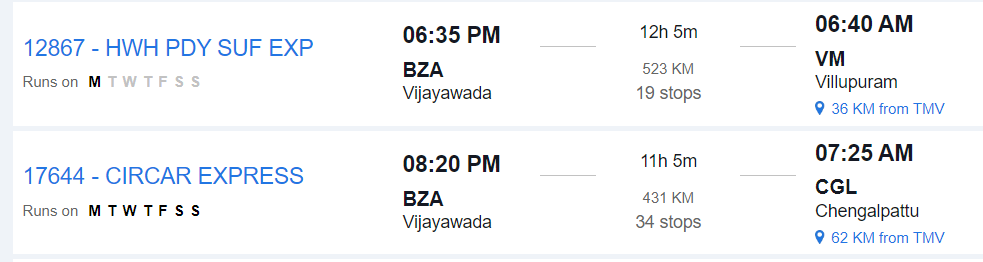 12867 - HWH PDY SUF EXP
Runs on M T W T F S S
06:35 PM
BZA
Vijayawada
12h 5m
523 KM
19 stops
06:40 AM
VM
Villupuram
36 KM from TMV
17644 - CIRCAR EXPRESS
Runs on M T W T F S S
08:20 PM
BZA
Vijayawada
11h 5m
431 KM
34 stops
07:25 AM
CGL
Chengalpattu
62 KM from TMV